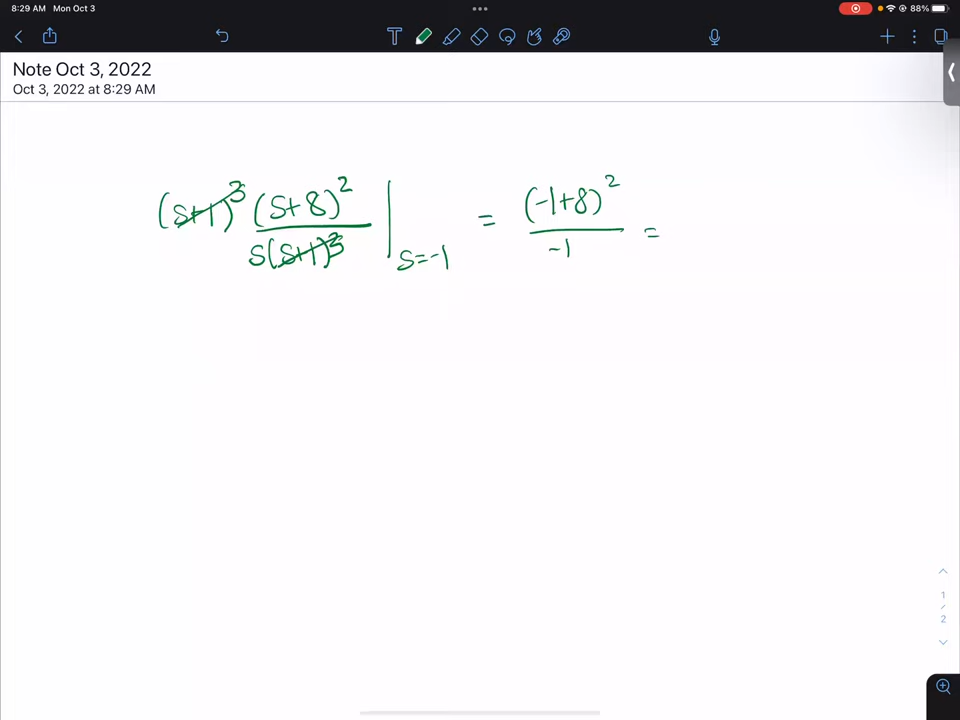 8:29 AM Mon Oct 3
88%
Note Oct 3, 2022
Oct 3, 2022 at 8:29 AM
(s+1)^3 (s+8)^2 / s(s+1)^3 | s=-1 = (-1+8)^2 / -1 =
1
/
2